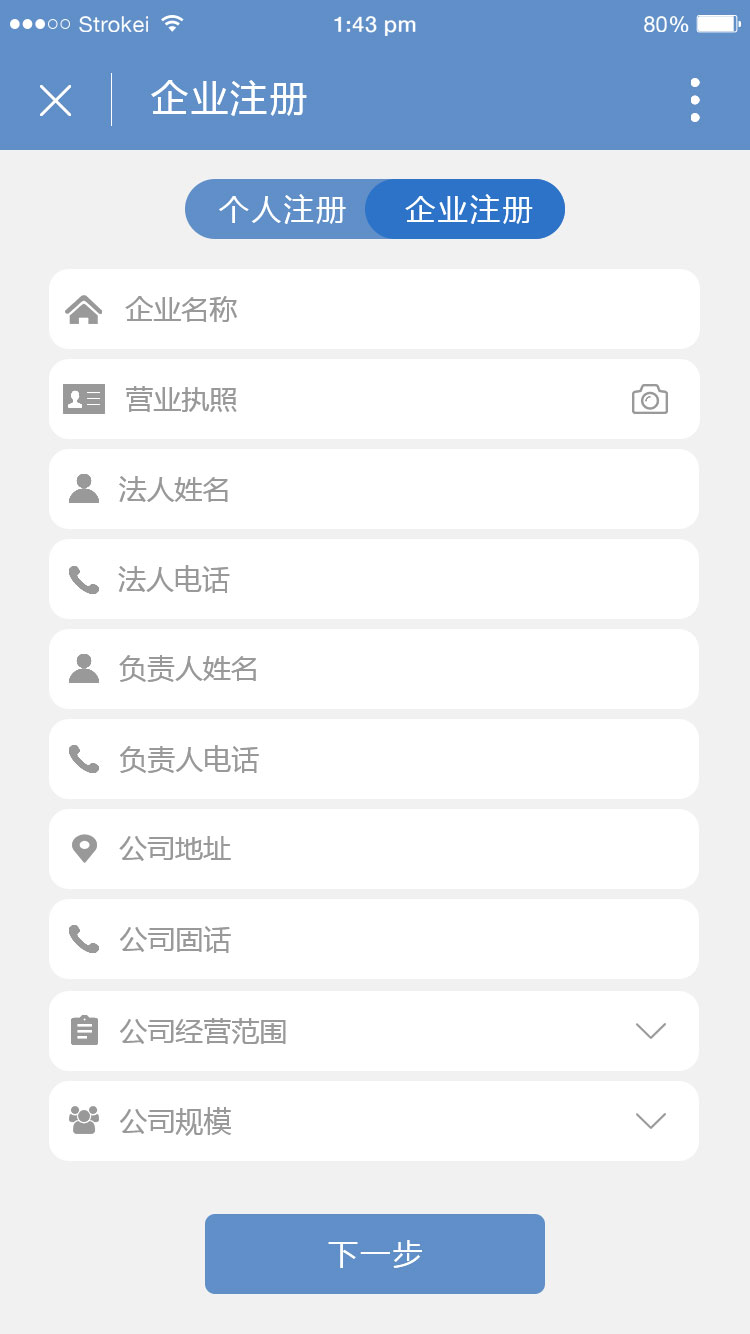 Strokei 1:43 pm 80%
企业注册
个人注册 企业注册
企业名称
营业执照
法人姓名
法人电话
负责人姓名
负责人电话
公司地址
公司固话
公司经营范围
公司规模
下一步